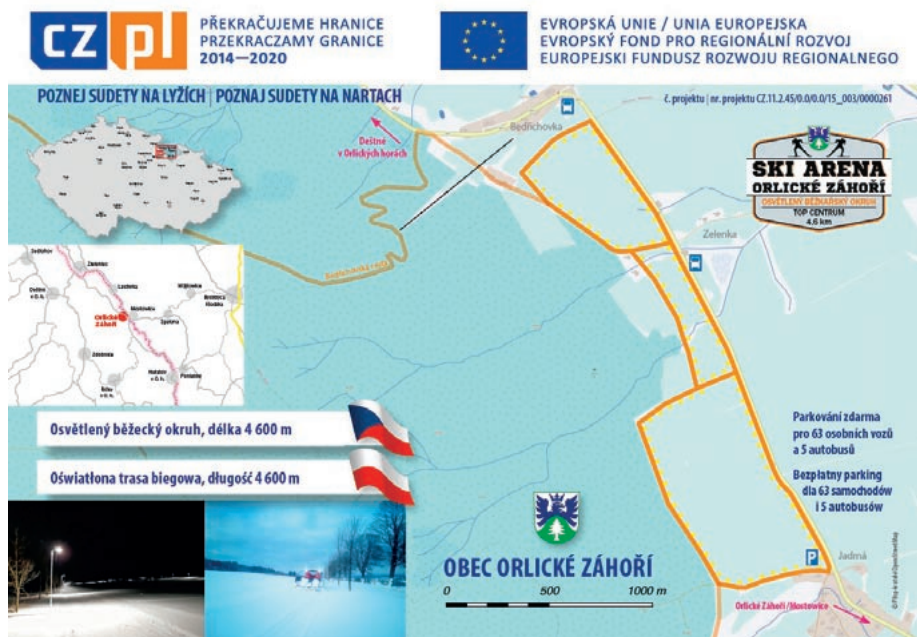 CZ pl
PŘEKRAČUJEME HRANICE
PRZEKRACZAMY GRANICE
2014—2020
EVROPSKÁ UNIE / UNIA EUROPEJSKA
EVROPSKÝ FOND PRO REGIONÁLNÍ ROZVOJ
EUROPEJSKI FUNDUSZ ROZWOJU REGIONALNEGO
POZNEJ SUDETY NA LYŽÍCH | POZNAJ SUDETY NA NARTACH
č. projektu | nr. projektu CZ.11.2.45/0.0/0.0/15_003/0000261
Deštné
v Orlických horách
Bedřichovka
SKI ARENA
ORLICKÉ ZÁHOŘÍ
OSVĚTLENÝ BĚŽKAŘSKÝ OKRUH
TOP CENTRUM
4.6 km
Zelenka
Orlické
Záhoří
Osvětlený běžecký okruh, délka 4 600 m
Oświatlona trasa biegowa, długość 4 600 m
Parkování zdarma
pro 63 osobních vozů
a 5 autobusů
Bezplatny parking
dla 63 samochodów
i 5 autobusów
OBEC ORLICKÉ ZÁHOŘÍ
0 500 1000 m
P
Jadrná
Orlické Záhoří/Mostowice